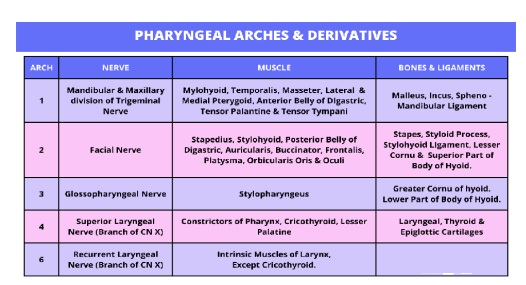 PHARYNGEAL ARCHES & DERIVATIVES
ARCH NERVE MUSCLE BONES & LIGAMENTS
1
Mandibular & Maxillary
division of Trigeminal
Nerve
Mylohyoid, Temporalis, Masseter, Lateral &
Medial Pterygoid, Anterior Belly of Digastric,
Tensor Palantine & Tensor Tympani
Malleus, Incus, Spheno -
Mandibular Ligament
2
Facial Nerve
Stapedius, Stylohyoid, Posterior Belly of
Digastric, Auricularis, Buccinator, Frontalis,
Platysma, Orbicularis Oris & Oculi
Stapes, Styloid Process,
Stylohyoid Ligament, Lesser
Cornu & Superior Part of
Body of Hyoid.
3
Glossopharyngeal Nerve
Stylopharyngeus
Greater Cornu of hyoid.
Lower Part of Body of Hyoid.
4
Superior Laryngeal
Nerve (Branch of CN X)
Constrictors of Pharynx, Cricothyroid, Lesser
Palatine
Laryngeal, Thyroid &
Epiglottic Cartilages
6
Recurrent Laryngeal
Nerve (Branch of CN X)
Intrinsic Muscles of Larynx,
Except Cricothyroid.